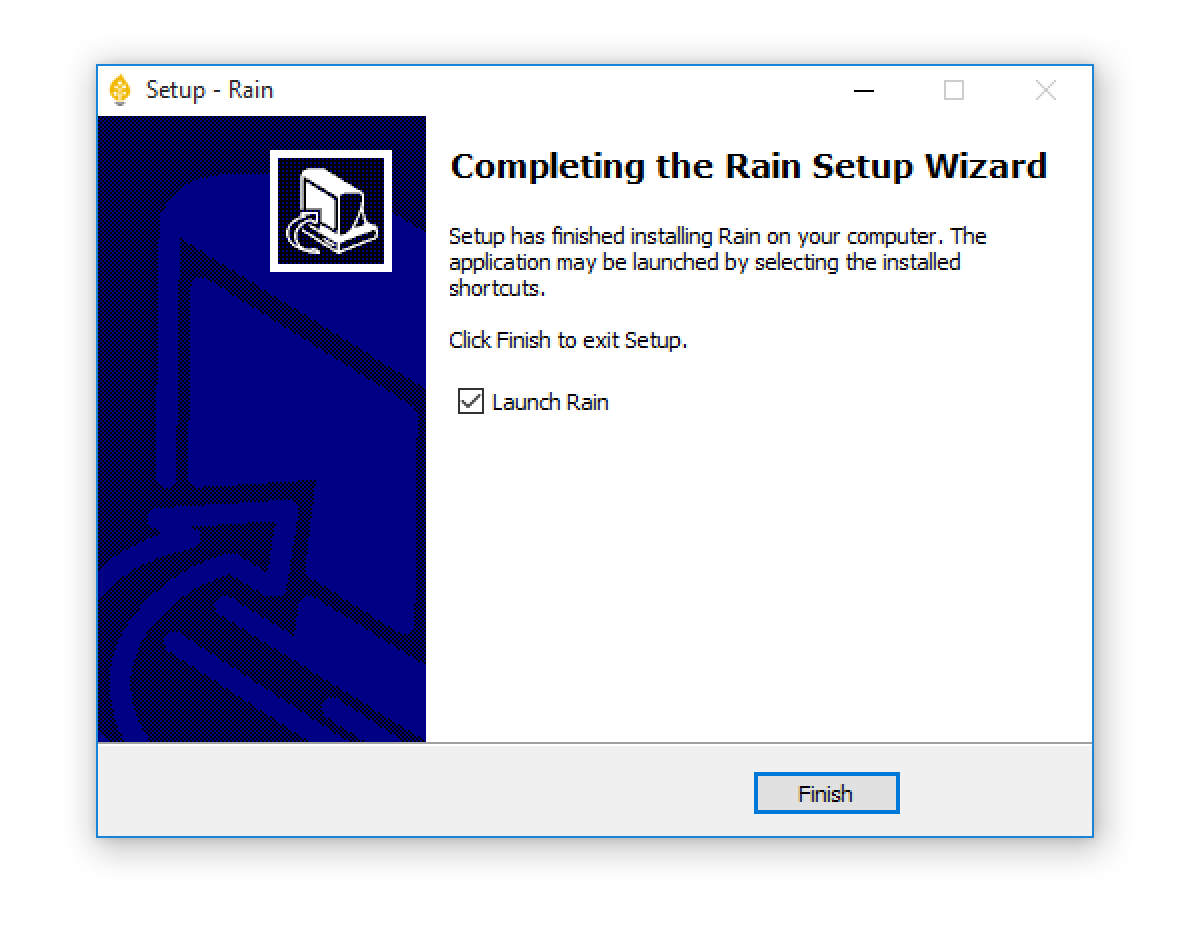 Setup - Rain
Completing the Rain Setup Wizard
Setup has finished installing Rain on your computer. The
application may be launched by selecting the installed
shortcuts.
Click Finish to exit Setup.
Launch Rain
Finish